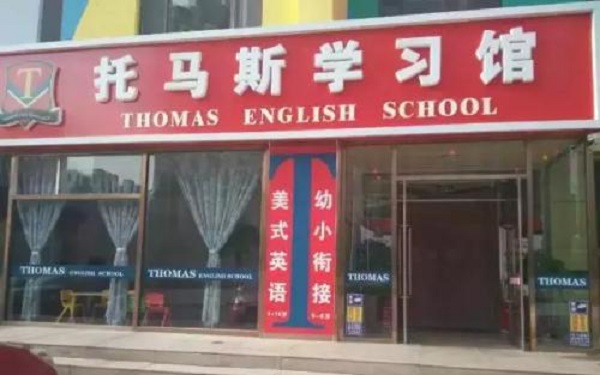 T
托马斯学习馆
THOMAS ENGLISH SCHOOL
T
美式英语
幼小衔接
THOMAS ENGLISH SCHOOL
THOMAS ENGLISH SCHOOL
THOMAS